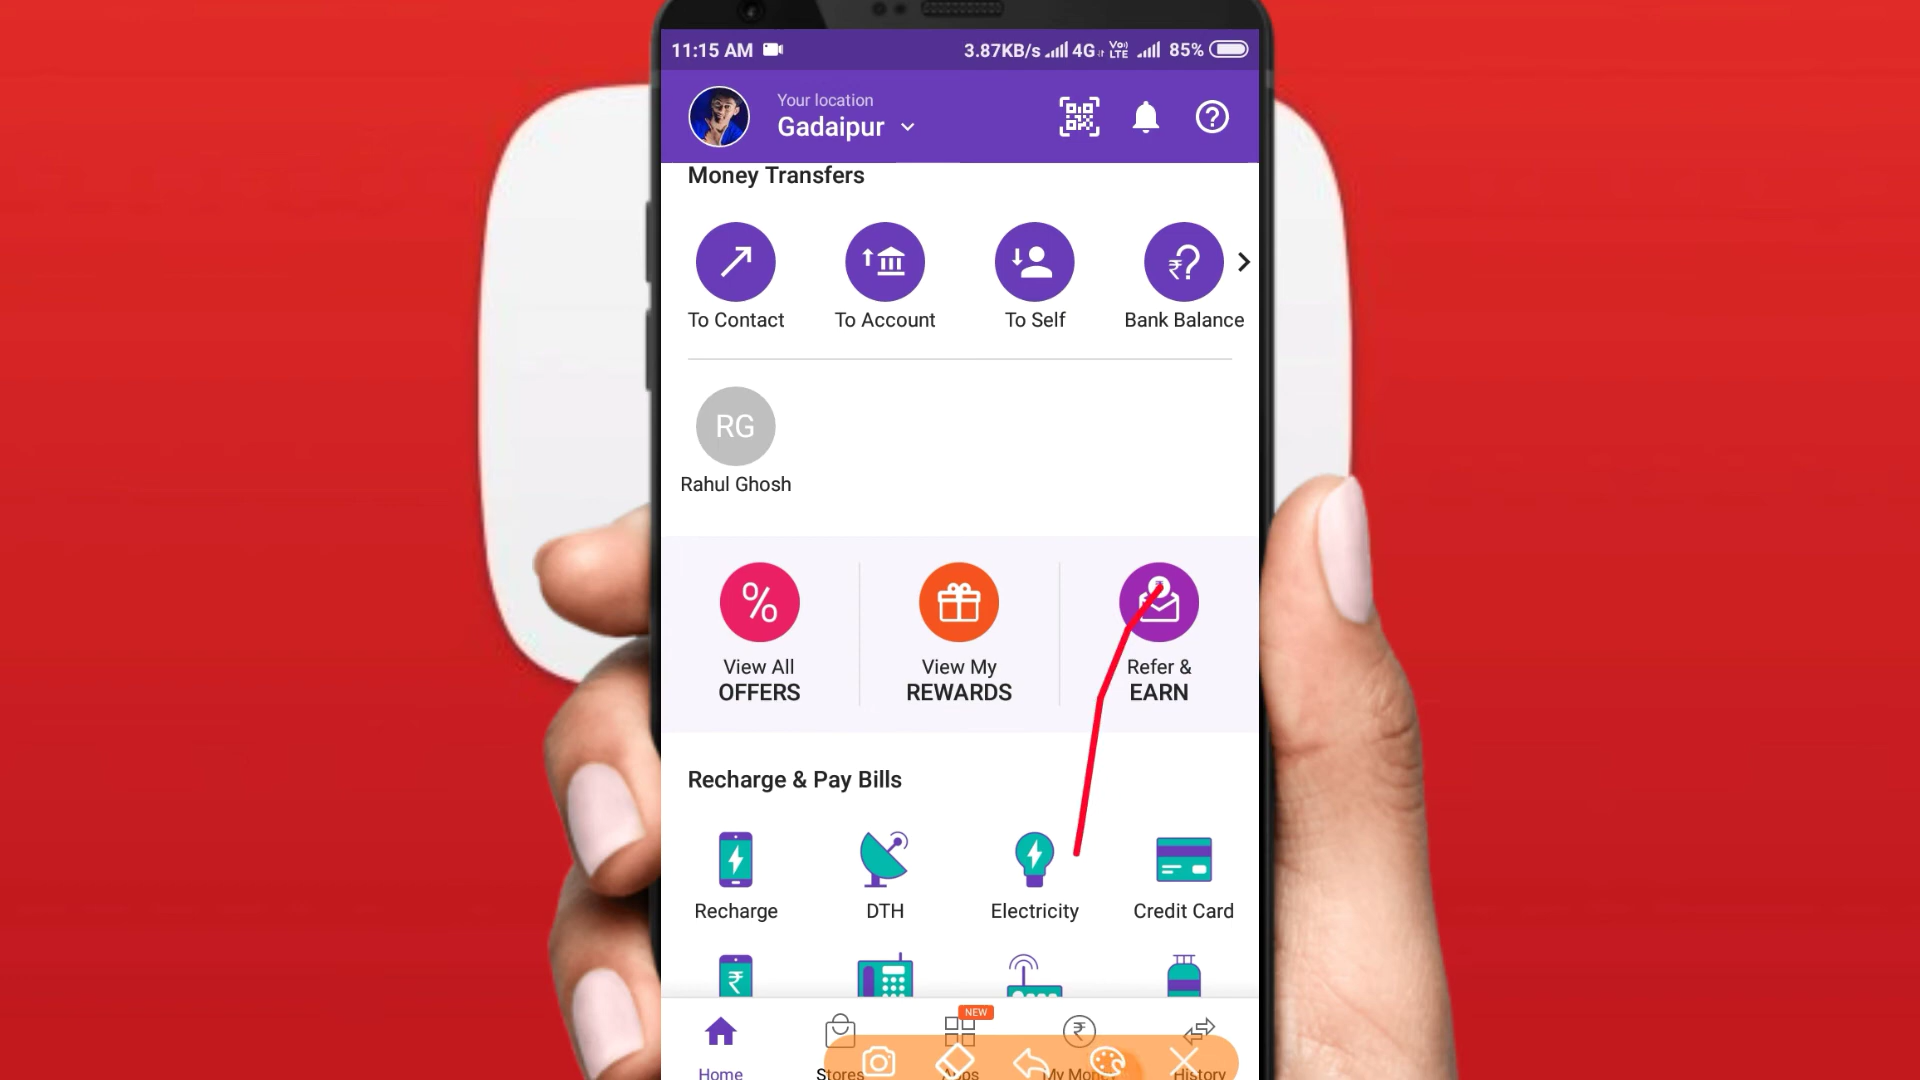 11:15 AM 3.87KB/s 4G VoLTE 85%
Your location
Gadaipur
Money Transfers
To Contact To Account To Self Bank Balance
RG
Rahul Ghosh
View All
OFFERS
View My
REWARDS
Refer &
EARN
Recharge & Pay Bills
Recharge DTH Electricity Credit Card
NEW
Home Stores Apps My Money History